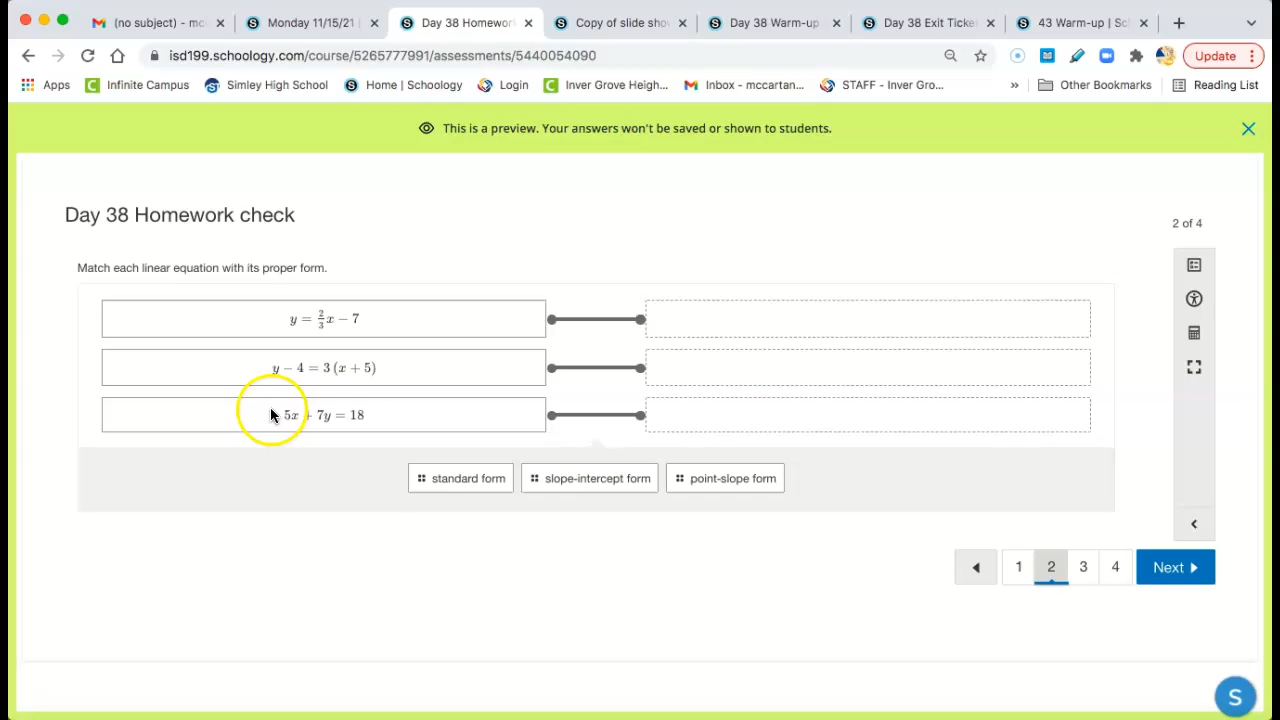 (no subject) - mc
Monday 11/15/21 |
Day 38 Homework
Copy of slide sho
Day 38 Warm-up
Day 38 Exit Ticke
43 Warm-up | Sc
isd199.schoology.com/course/5265777991/assessments/5440054090
Update
Apps
Infinite Campus
Simley High School
Home | Schoology
Login
Inver Grove Heigh...
Inbox - mccartan...
STAFF - Inver Gro...
»
Other Bookmarks
Reading List
This is a preview. Your answers won't be saved or shown to students.
Day 38 Homework check
2 of 4
Match each linear equation with its proper form.
y = 2/3 x − 7
y − 4 = 3 (x + 5)
5x + 7y = 18
standard form
slope-intercept form
point-slope form
1
2
3
4
Next
S